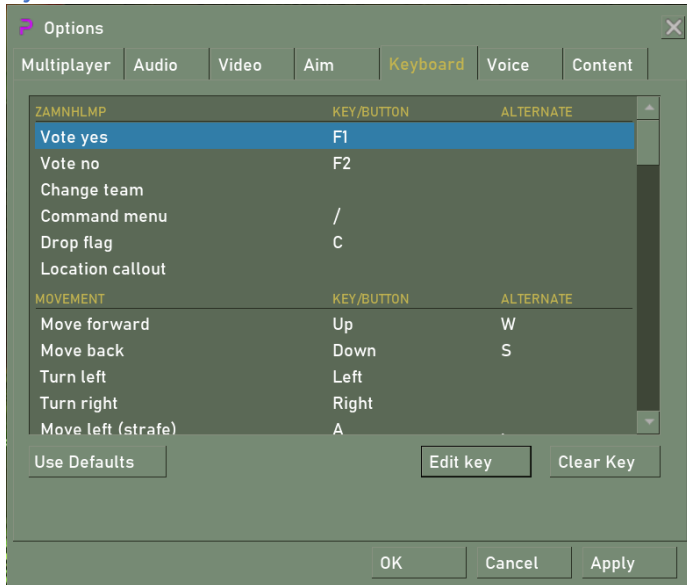 Options
Multiplayer Audio Video Aim Keyboard Voice Content
ZAMNHLMP KEY/BUTTON ALTERNATE
Vote yes F1
Vote no F2
Change team
Command menu /
Drop flag C
Location callout
MOVEMENT KEY/BUTTON ALTERNATE
Move forward Up W
Move back Down S
Turn left Left
Turn right Right
Move left (strafe) A ,
Use Defaults Edit key Clear Key
OK Cancel Apply